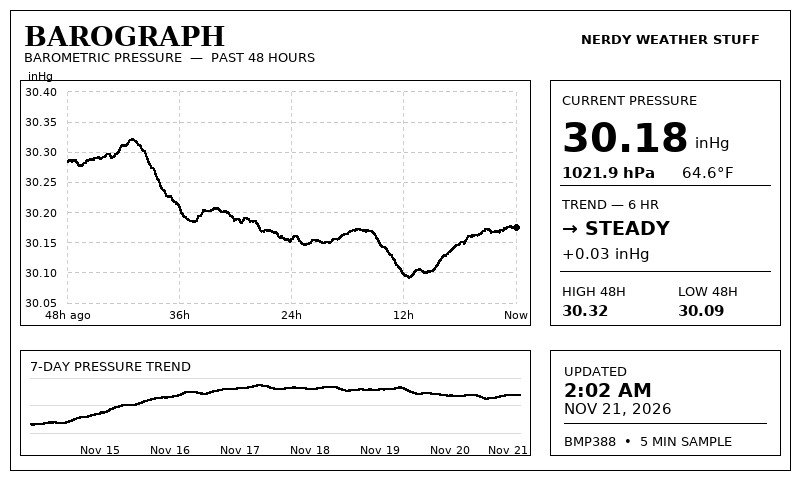 BAROGRAPH
BAROMETRIC PRESSURE — PAST 48 HOURS
NERDY WEATHER STUFF
inHg
30.40
30.35
30.30
30.25
30.20
30.15
30.10
30.05
48h ago 36h 24h 12h Now
CURRENT PRESSURE
30.18 inHg
1021.9 hPa 64.6°F
TREND — 6 HR
→ STEADY
+0.03 inHg
HIGH 48H LOW 48H
30.32 30.09
7-DAY PRESSURE TREND
Nov 15 Nov 16 Nov 17 Nov 18 Nov 19 Nov 20 Nov 21
UPDATED
2:02 AM
NOV 21, 2026
BMP388 • 5 MIN SAMPLE